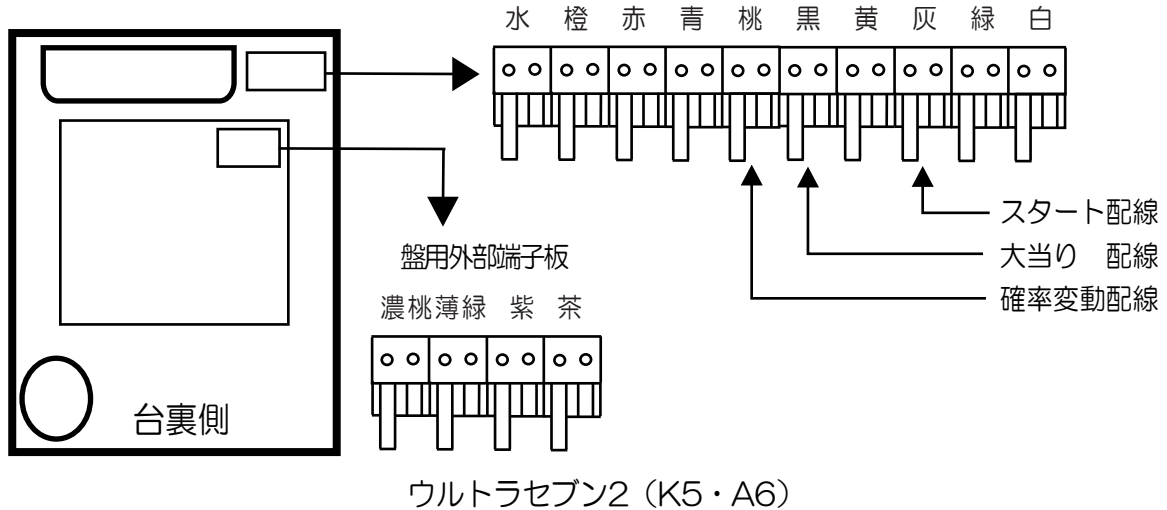 水 橙 赤 青 桃 黒 黄 灰 緑 白
スタート配線
大当り 配線
確率変動配線
盤用外部端子板
濃桃 薄緑 紫 茶
台裏側
ウルトラセブン2（K5・A6）